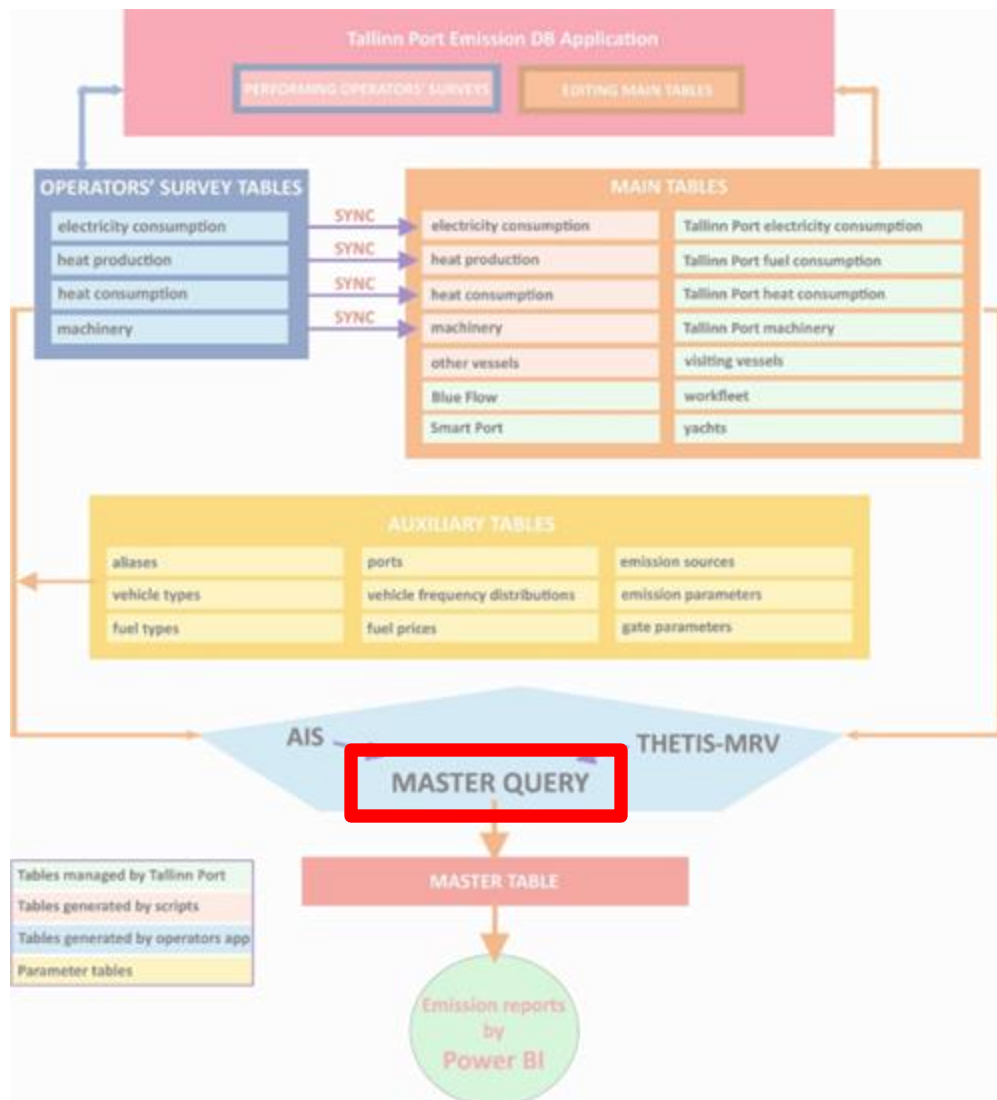 Tallinn Port Emission DB Application
PERFORMING OPERATORS' SURVEYS
EDITING MAIN TABLES
OPERATORS' SURVEY TABLES
electricity consumption
heat production
heat consumption
machinery
SYNC
SYNC
SYNC
SYNC
MAIN TABLES
electricity consumption
heat production
heat consumption
machinery
other vessels
Blue Flow
Smart Port
Tallinn Port electricity consumption
Tallinn Port fuel consumption
Tallinn Port heat consumption
Tallinn Port machinery
visiting vessels
workfleet
yachts
AUXILIARY TABLES
aliases
vehicle types
fuel types
ports
vehicle frequency distributions
fuel prices
emission sources
emission parameters
gate parameters
AIS
THETIS-MRV
MASTER QUERY
MASTER TABLE
Tables managed by Tallinn Port
Tables generated by scripts
Tables generated by operators app
Parameter tables
Emission reports
by
Power BI